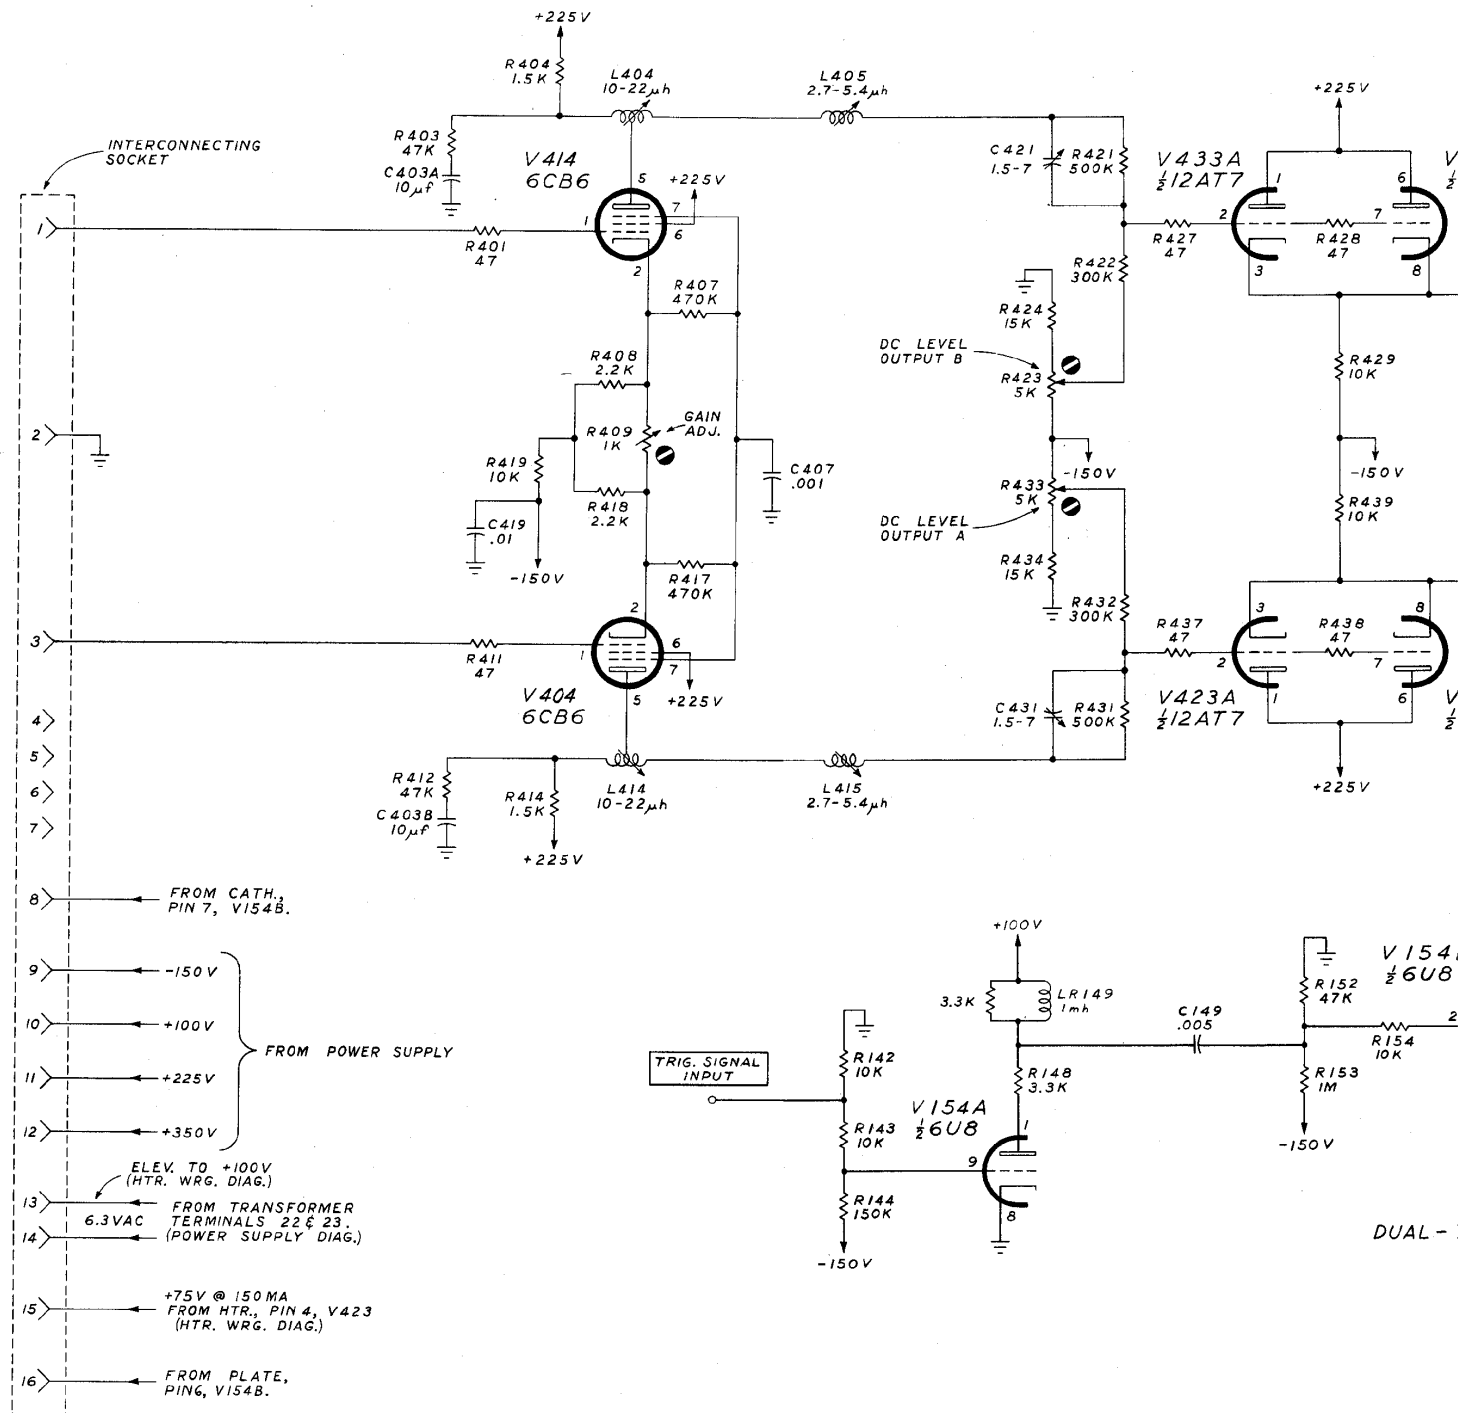 +225V
R404
1.5K
L404
10-22μh
L405
2.7-5.4μh
+225V
INTERCONNECTING
SOCKET
R403
47K
C403A
10μf
V414
6CB6
+225V
C421
1.5-7
R421
500K
V433A
½12AT7
V
½
1
R401
47
1
5
7
6
2
R427
47
2
1
3
R428
47
7
6
8
R407
470K
R422
300K
R424
15K
DC LEVEL
OUTPUT B
R423
5K
R408
2.2K
R429
10K
R409
1K
GAIN
ADJ.
2
R419
10K
C407
.001
-150V
-150V
R433
5K
R418
2.2K
R439
10K
C419
.01
DC LEVEL
OUTPUT A
-150V
R434
15K
R417
470K
R432
300K
3
R411
47
1
2
6
7
5
+225V
R437
47
2
3
1
R438
47
7
8
6
V404
6CB6
C431
1.5-7
R431
500K
V423A
½12AT7
V
½
4
5
6
7
R412
47K
C403B
10μf
R414
1.5K
L414
10-22μh
L415
2.7-5.4μh
+225V
+225V
8
FROM CATH.,
PIN 7, V154B.
9
-150V
10
+100V
FROM POWER SUPPLY
11
+225V
12
+350V
ELEV. TO +100V
(HTR. WRG. DIAG.)
13
6.3VAC
14
FROM TRANSFORMER
TERMINALS 22 & 23.
(POWER SUPPLY DIAG.)
15
+75V @ 150MA
FROM HTR., PIN 4, V423
(HTR. WRG. DIAG.)
16
FROM PLATE,
PIN6, V154B.
+100V
3.3K
LR149
1mh
C149
.005
R152
47K
V154
½6U8
2
R154
10K
R153
1M
-150V
TRIG. SIGNAL
INPUT
R142
10K
R148
3.3K
V154A
½6U8
R143
10K
9
1
8
R144
150K
-150V
DUAL-